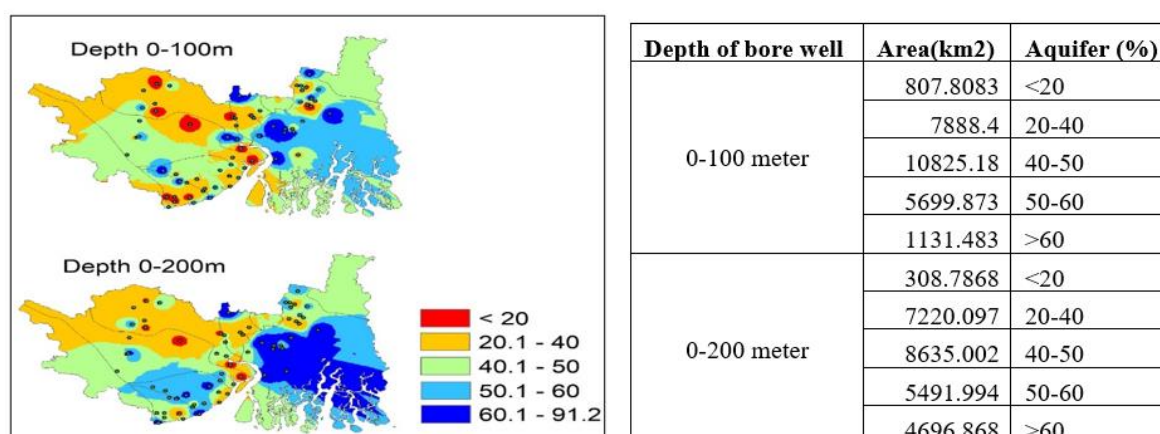 Depth 0-100m
Depth 0-200m
< 20
20.1 - 40
40.1 - 50
50.1 - 60
60.1 - 91.2
Depth of bore well Area(km2) Aquifer (%)
0-100 meter
807.8083 <20
7888.4 20-40
10825.18 40-50
5699.873 50-60
1131.483 >60
0-200 meter
308.7868 <20
7220.097 20-40
8635.002 40-50
5491.994 50-60
4696.868 >60